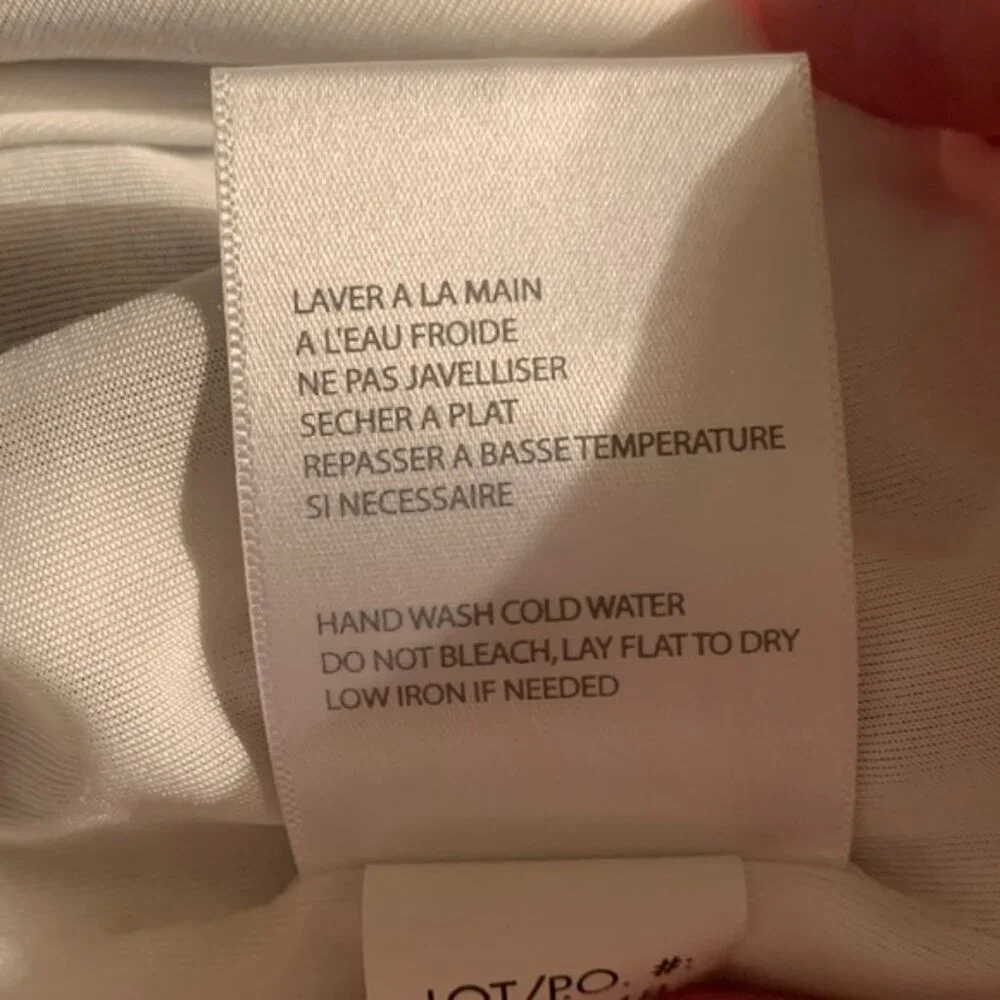 LAVER A LA MAIN
A L'EAU FROIDE
NE PAS JAVELLISER
SECHER A PLAT
REPASSER A BASSE TEMPERATURE
SI NECESSAIRE
HAND WASH COLD WATER
DO NOT BLEACH, LAY FLAT TO DRY
LOW IRON IF NEEDED
LOT/P.O. #: